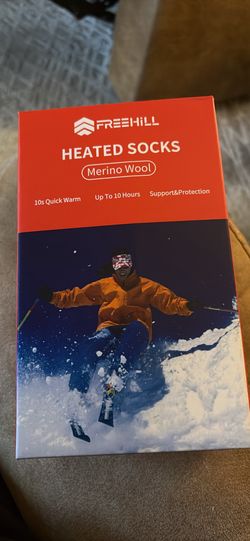 FREEHiLL
HEATED SOCKS
Merino Wool
10s Quick Warm Up To 10 Hours Support&Protection